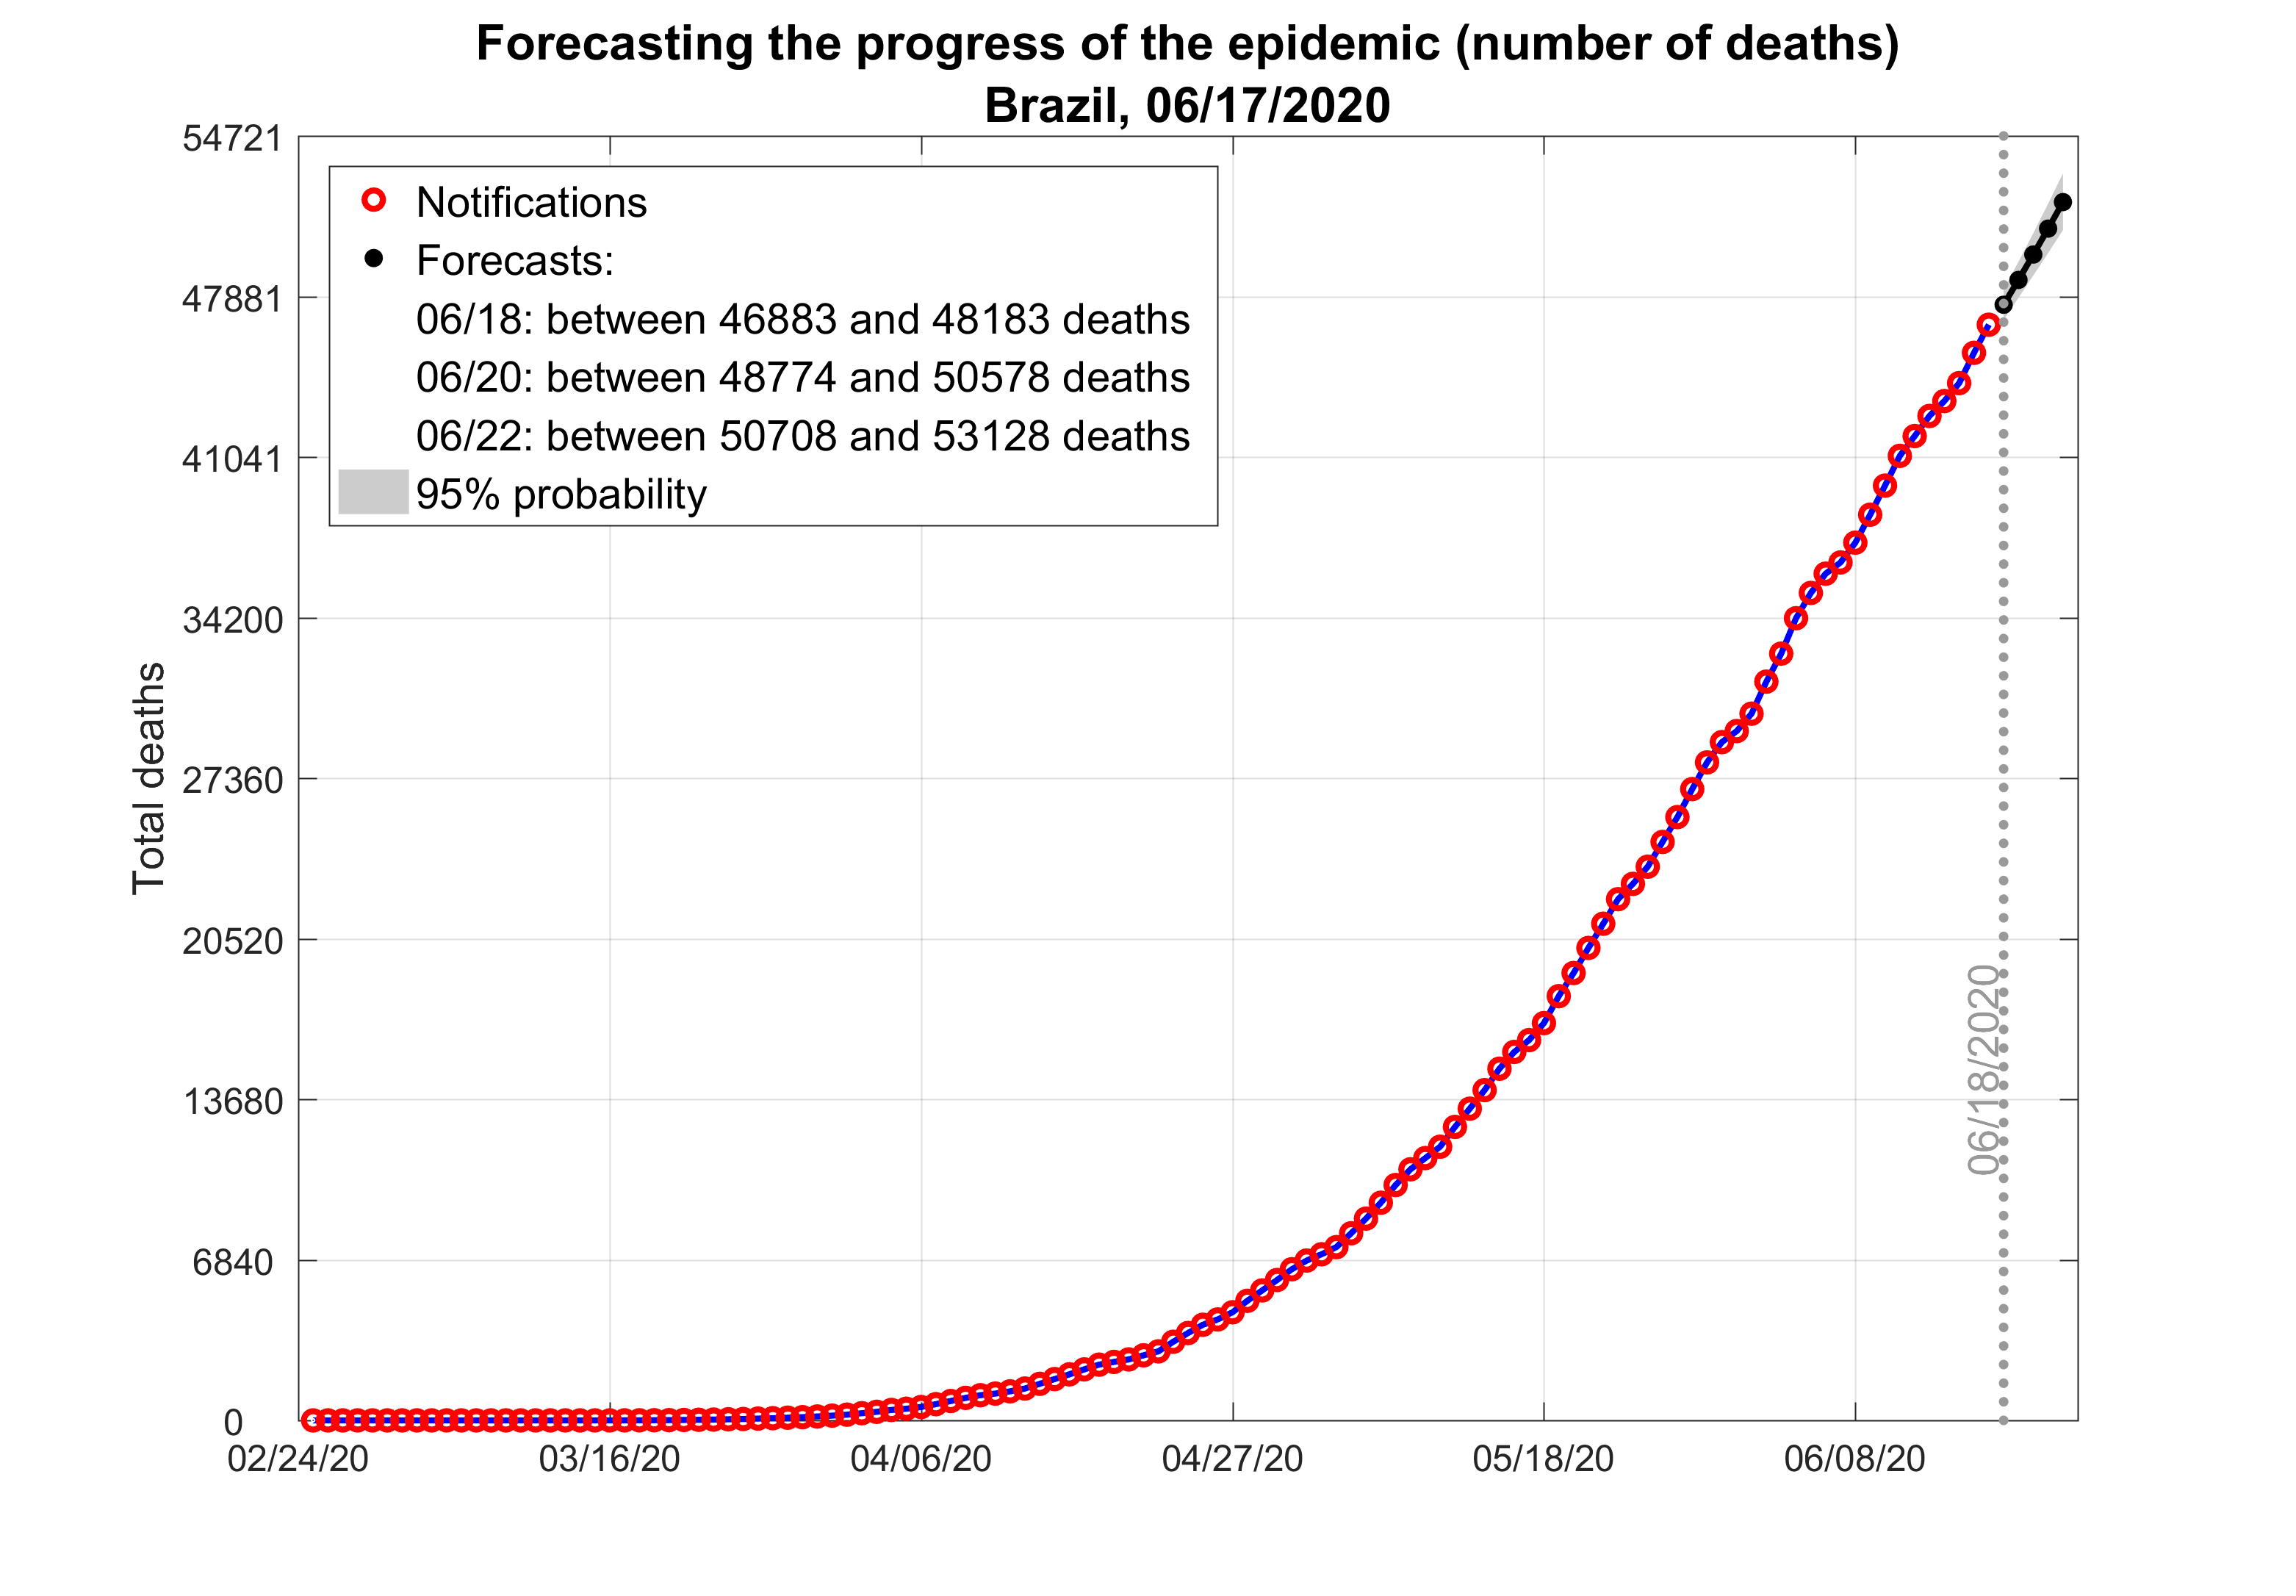 Forecasting the progress of the epidemic (number of deaths)
Brazil, 06/17/2020
54721
47881
41041
34200
27360
20520
13680
6840
0
Total deaths
Notifications
Forecasts:
06/18: between 46883 and 48183 deaths
06/20: between 48774 and 50578 deaths
06/22: between 50708 and 53128 deaths
95% probability
06/18/2020
02/24/20
03/16/20
04/06/20
04/27/20
05/18/20
06/08/20